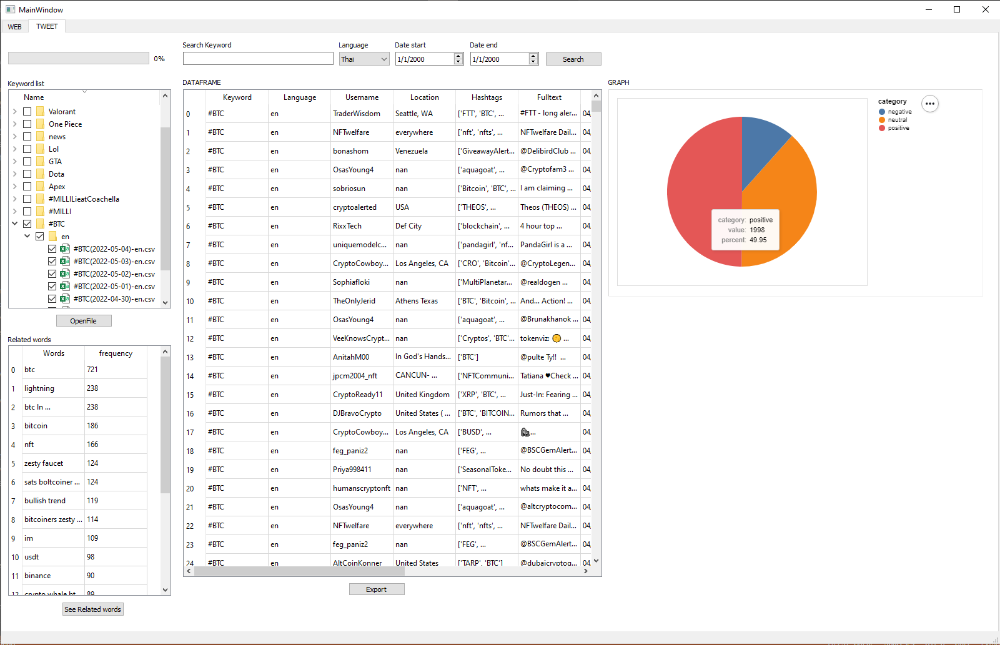 MainWindow
WEB TWEET
0%
Search Keyword
Language
Thai
Date start
1/1/2000
Date end
1/1/2000
Search
Keyword list
Name
Valorant
One Piece
news
Lol
GTA
Dota
Apex
#MILLILieatCoachella
#MILLI
#BTC
en
#BTC(2022-05-04)-en.csv
#BTC(2022-05-03)-en.csv
#BTC(2022-05-02)-en.csv
#BTC(2022-05-01)-en.csv
#BTC(2022-04-30)-en.csv
OpenFile
Related words
Words frequency
0 btc 721
1 lightning 238
2 btc ln ... 238
3 bitcoin 186
4 nft 166
5 zesty faucet 124
6 sats boltcoiner ... 124
7 bullish trend 119
8 bitcoiners zesty ... 114
9 im 109
10 usdt 98
11 binance 90
12 crypto whale ht 89
See Related words
DATAFRAME
Keyword Language Username Location Hashtags Fulltext
0 #BTC en TraderWisdom Seattle, WA ['FTT', 'BTC', ... #FTT - long aler... 04,
1 #BTC en NFTwelfare everywhere ['nft', 'nfts', ... NFTwelfare Dail... 04,
2 #BTC en bonashom Venezuela ['GiveawayAlert... @DelibirdClub ... 04,
3 #BTC en OsasYoung4 nan ['aquagoat', ... @Cryptofam3 ... 04,
4 #BTC en sobriosun nan ['Bitcoin', 'BTC', ... I am claiming ... 04,
5 #BTC en cryptoalerted USA ['THEOS', ... Theos (THEOS) ... 04,
6 #BTC en RixxTech Def City ['blockchain', ... 4 hour top ... 04,
7 #BTC en uniquemodelc... nan ['pandagirl', 'nf... PandaGirl is a ... 04,
8 #BTC en CryptoCowboy... Los Angeles, CA ['CRO', 'Bitcoin'... @CryptoLegen... 04,
9 #BTC en Sophiafloki nan ['MultiPlanetar... @realdogen ... 04,
10 #BTC en TheOnlyJerid Athens Texas ['BTC', 'Bitcoin', ... And... Action! ... 04,
11 #BTC en OsasYoung4 nan ['aquagoat', ... @Brunakhanok ... 04,
12 #BTC en VeeKnowsCrypt... nan ['Cryptos', 'BTC'... tokenviz: 🟡 ... 04,
13 #BTC en AnitahM00 In God's Hands... ['BTC'] @pulte Ty!! ... 04,
14 #BTC en jpcm2004_nft CANCUN- ... ['NFTCommuni... Tatiana ♥Check ... 04,
15 #BTC en CryptoReady11 United Kingdom ['XRP', 'BTC', ... Just-In: Fearing ... 04,
16 #BTC en DJBravoCrypto United States ( ... ['BTC', 'BITCOIN... Rumors that ... 04,
17 #BTC en CryptoCowboy... Los Angeles, CA ['BUSD', ... 🦍... 04,
18 #BTC en feg_paniz2 nan ['FEG', ... @BSCGemAlert... 04,
19 #BTC en Priya998411 nan ['SeasonalToke... No doubt this ... 04,
20 #BTC en humanscryptonft nan ['NFT', ... whats make it a... 04,
21 #BTC en OsasYoung4 nan ['aquagoat', ... @altcryptocom... 04,
22 #BTC en NFTwelfare everywhere ['nft', 'nfts', ... NFTwelfare Dail... 04,
23 #BTC en feg_paniz2 nan ['FEG', ... @BSCGemAlert... 04,
24 #BTC en AltCoinKonner United States ['TARP', 'BTC'] @dubaicryptog... 04,
Export
GRAPH
category
negative
neutral
positive
category: positive
value: 1998
percent: 49.95